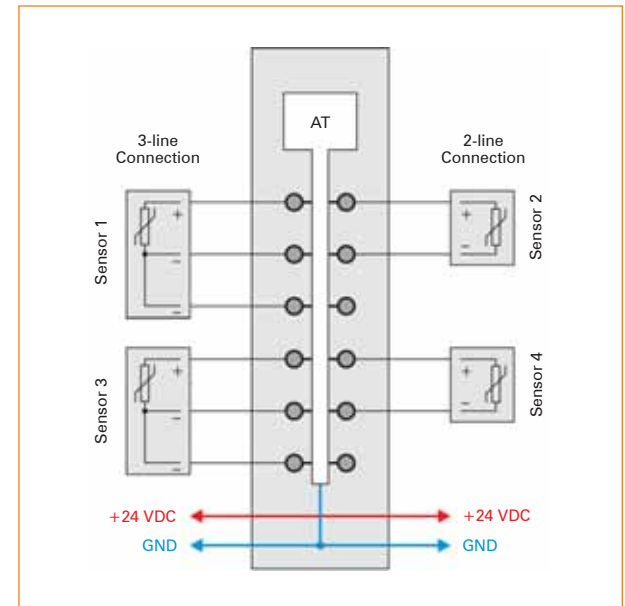 AT
3-line
Connection
2-line
Connection
Sensor 1
+
−
−
Sensor 2
+
−
Sensor 3
+
−
−
Sensor 4
+
−
+24 VDC
+24 VDC
GND
GND